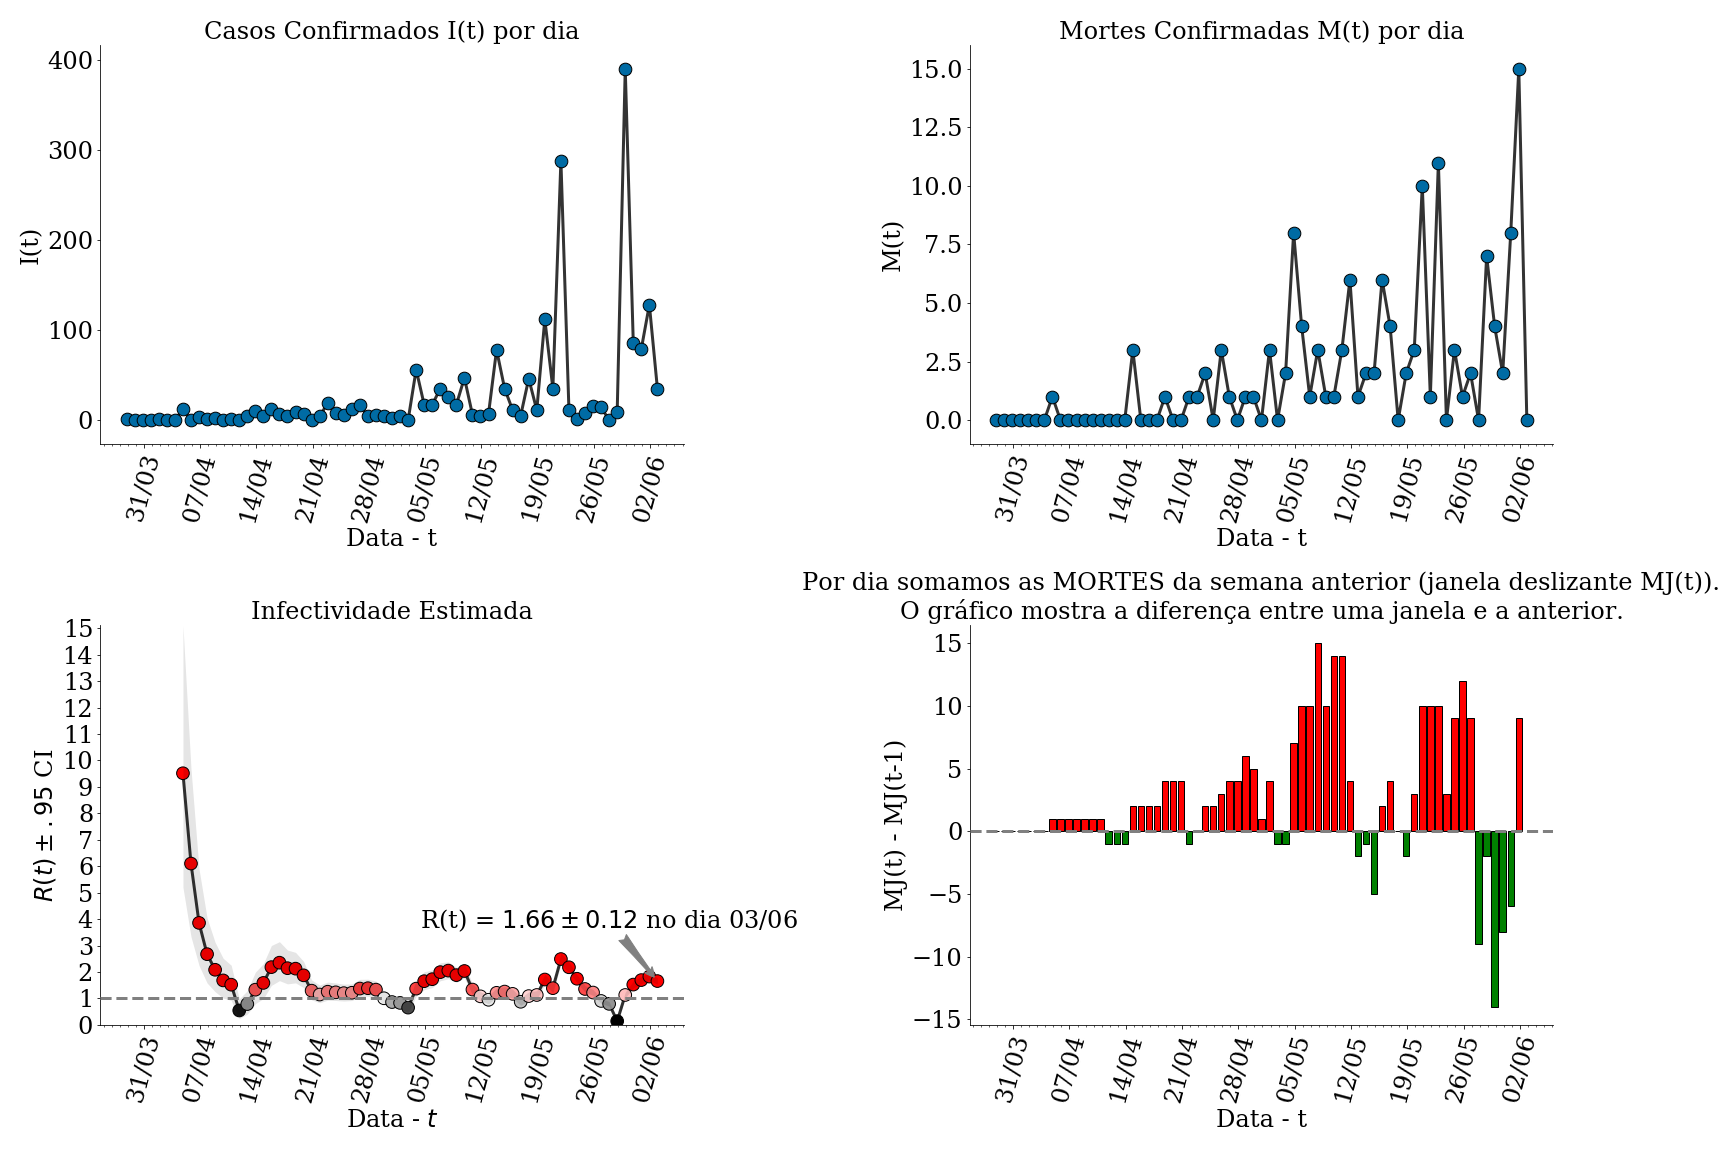 Casos Confirmados I(t) por dia
400
300
200
100
0
I(t)
31/03 07/04 14/04 21/04 28/04 05/05 12/05 19/05 26/05 02/06
Data - t
Mortes Confirmadas M(t) por dia
15.0
12.5
10.0
7.5
5.0
2.5
0.0
M(t)
31/03 07/04 14/04 21/04 28/04 05/05 12/05 19/05 26/05 02/06
Data - t
Infectividade Estimada
15
14
13
12
11
10
9
8
7
6
5
4
3
2
1
0
R(t) ± .95 CI
R(t) = 1.66 ± 0.12 no dia 03/06
31/03 07/04 14/04 21/04 28/04 05/05 12/05 19/05 26/05 02/06
Data - t
Por dia somamos as MORTES da semana anterior (janela deslizante MJ(t)).
O gráfico mostra a diferença entre uma janela e a anterior.
10
5
0
−5
−10
−15
MJ(t) - MJ(t-1)
31/03 07/04 14/04 21/04 28/04 05/05 12/05 19/05 26/05 02/06
Data - t